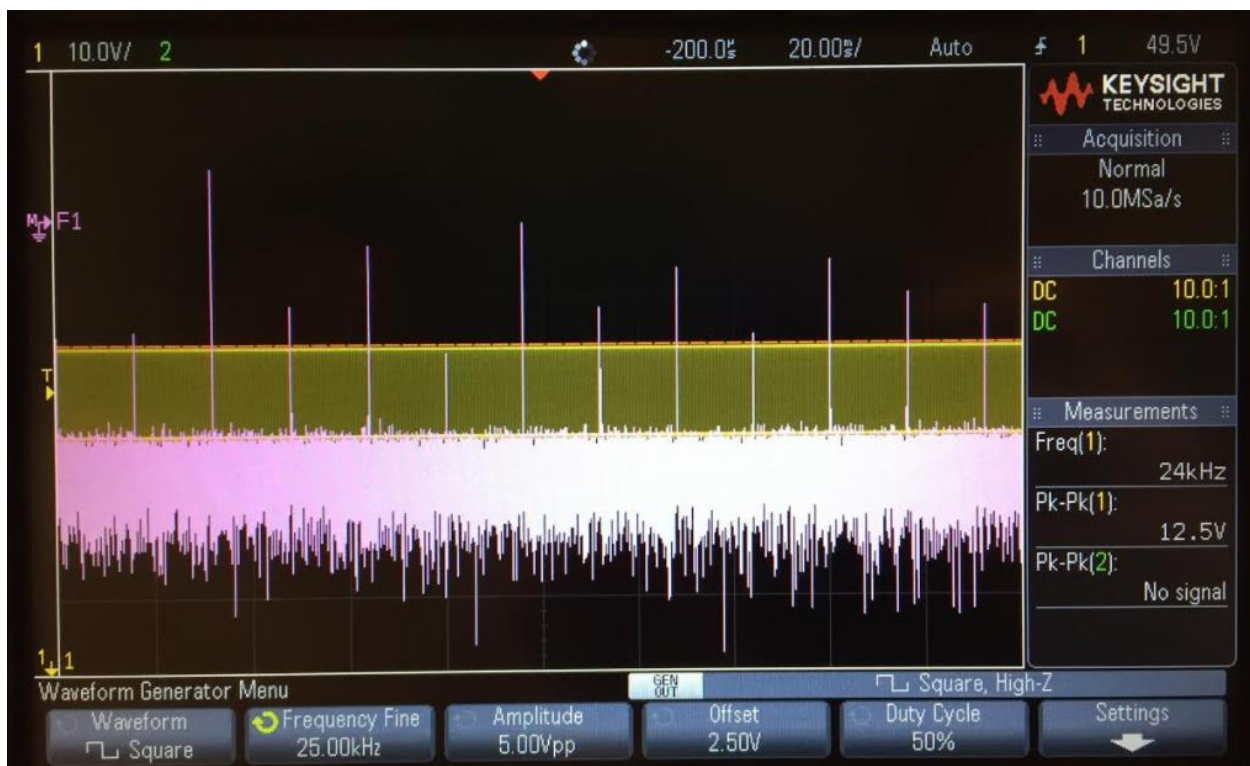 1 10.0V/ 2 -200.0µs 20.00ms/ Auto 1 49.5V
KEYSIGHT
TECHNOLOGIES
Acquisition
Normal
10.0MSa/s
F1
Channels
DC 10.0:1
DC 10.0:1
T
Measurements
Freq(1):
24kHz
Pk-Pk(1):
12.5V
Pk-Pk(2):
No signal
1 1
Waveform Generator Menu
GEN OUT
Square, High-Z
Waveform
Square
Frequency Fine
25.00kHz
Amplitude
5.00Vpp
Offset
2.50V
Duty Cycle
50%
Settings